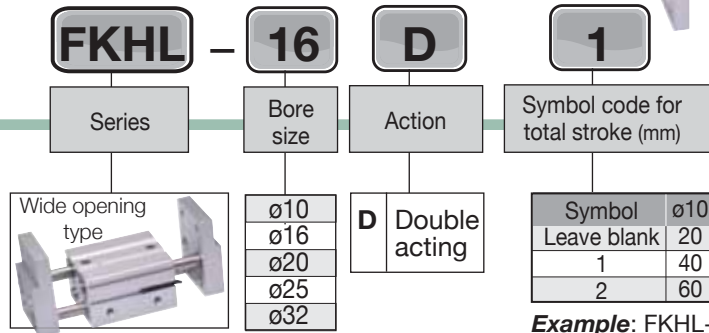 FKHL – 16 D 1
Series
Bore size
Action
Symbol code for total stroke (mm)
Wide opening type
ø10
ø16
ø20
ø25
ø32
D Double acting
Symbol ø10
Leave blank 20
1 40
2 60
Example: FKHL-